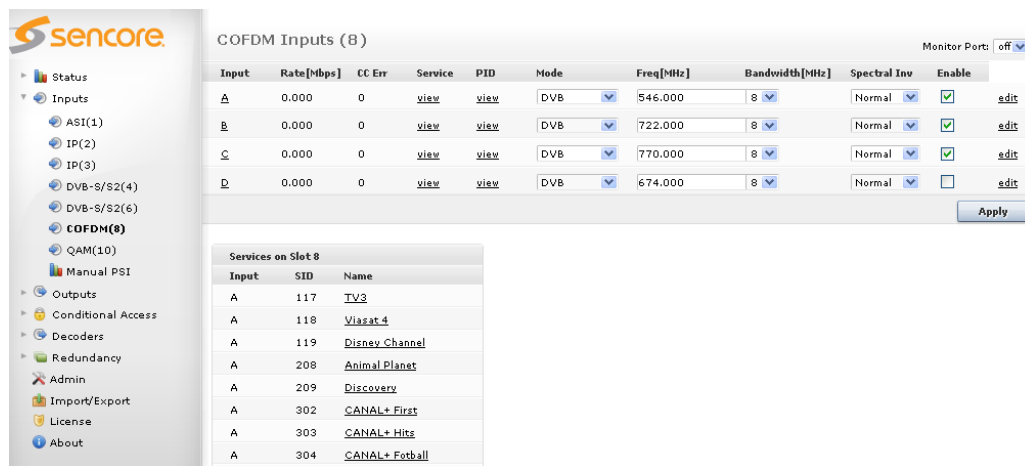 sencore
COFDM Inputs (8)
Monitor Port: off
Status
Inputs
ASI(1)
IP(2)
IP(3)
DVB-S/S2(4)
DVB-S/S2(6)
COFDM(8)
QAM(10)
Manual PSI
Outputs
Conditional Access
Decoders
Redundancy
Admin
Import/Export
License
About
Input Rate[Mbps] CC Err Service PID Mode Freq[MHz] Bandwidth[MHz] Spectral Inv Enable
A 0.000 0 view view DVB 546.000 8 Normal edit
B 0.000 0 view view DVB 722.000 8 Normal edit
C 0.000 0 view view DVB 770.000 8 Normal edit
D 0.000 0 view view DVB 674.000 8 Normal edit
Apply
Services on Slot 8
Input SID Name
A 117 TV3
A 118 Viasat 4
A 119 Disney Channel
A 208 Animal Planet
A 209 Discovery
A 302 CANAL+ First
A 303 CANAL+ Hits
A 304 CANAL+ Fotball